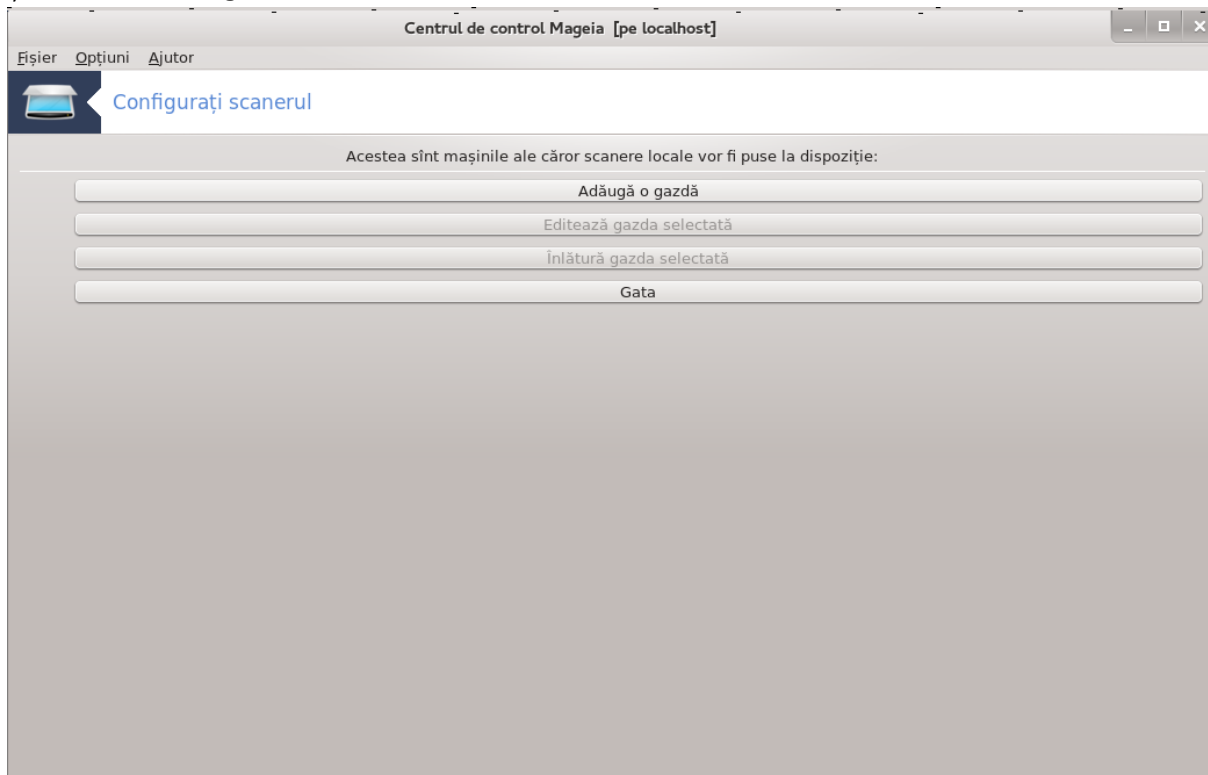 Centrul de control Mageia [pe localhost]
Fișier Opțiuni Ajutor
Configurați scanerul
Acestea sînt mașinile ale căror scanere locale vor fi puse la dispoziție:
Adăugă o gazdă
Editează gazda selectată
Înlătură gazda selectată
Gata